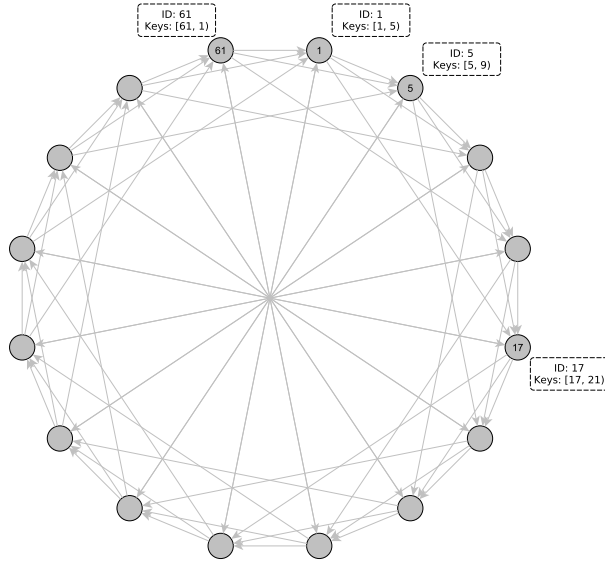 ID: 61
Keys: [61, 1)
ID: 1
Keys: [1, 5)
61
1
ID: 5
Keys: [5, 9)
5
17
ID: 17
Keys: [17, 21)